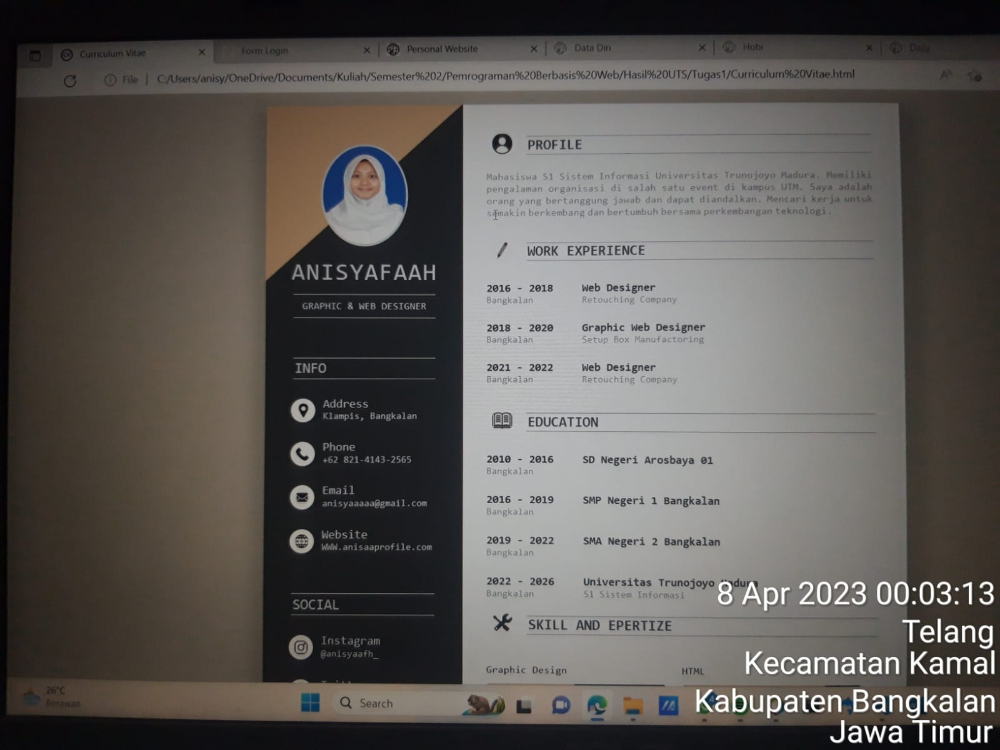 Curriculum Vitae
Form Login
Personal Website
Data Diri
Hobi
Daily
File
C:/Users/anisy/OneDrive/Documents/Kuliah/Semester%202/Pemrograman%20Berbasis%20Web/Hasil%20UTS/Tugas1/Curriculum%20Vitae.html
ANISYAFAAH
GRAPHIC & WEB DESIGNER
INFO
Address
Klampis, Bangkalan
Phone
+62 821-4143-2565
Email
anisyaaaaa@gmail.com
Website
WWW.anisaaprofile.com
SOCIAL
Instagram
@anisyaafh_
PROFILE
Mahasiswa S1 Sistem Informasi Universitas Trunojoyo Madura. Memiliki
pengalaman organisasi di salah satu event di kampus UTM. Saya adalah
orang yang bertanggung jawab dan dapat diandalkan. Mencari kerja untuk
semakin berkembang dan bertumbuh bersama perkembangan teknologi.
WORK EXPERIENCE
2016 - 2018 Web Designer
Bangkalan Retouching Company
2018 - 2020 Graphic Web Designer
Bangkalan Setup Box Manufactoring
2021 - 2022 Web Designer
Bangkalan Retouching Company
EDUCATION
2010 - 2016 SD Negeri Arosbaya 01
Bangkalan
2016 - 2019 SMP Negeri 1 Bangkalan
Bangkalan
2019 - 2022 SMA Negeri 2 Bangkalan
Bangkalan
2022 - 2026 Universitas Trunojoyo Madura
Bangkalan S1 Sistem Informasi
SKILL AND EPERTIZE
Graphic Design HTML
26°C
Berawan
Search
8 Apr 2023 00:03:13
Telang
Kecamatan Kamal
Kabupaten Bangkalan
Jawa Timur